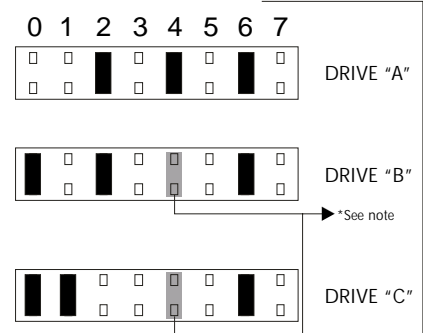 0 1 2 3 4 5 6 7
DRIVE "A"
DRIVE "B"
*See note
DRIVE "C"